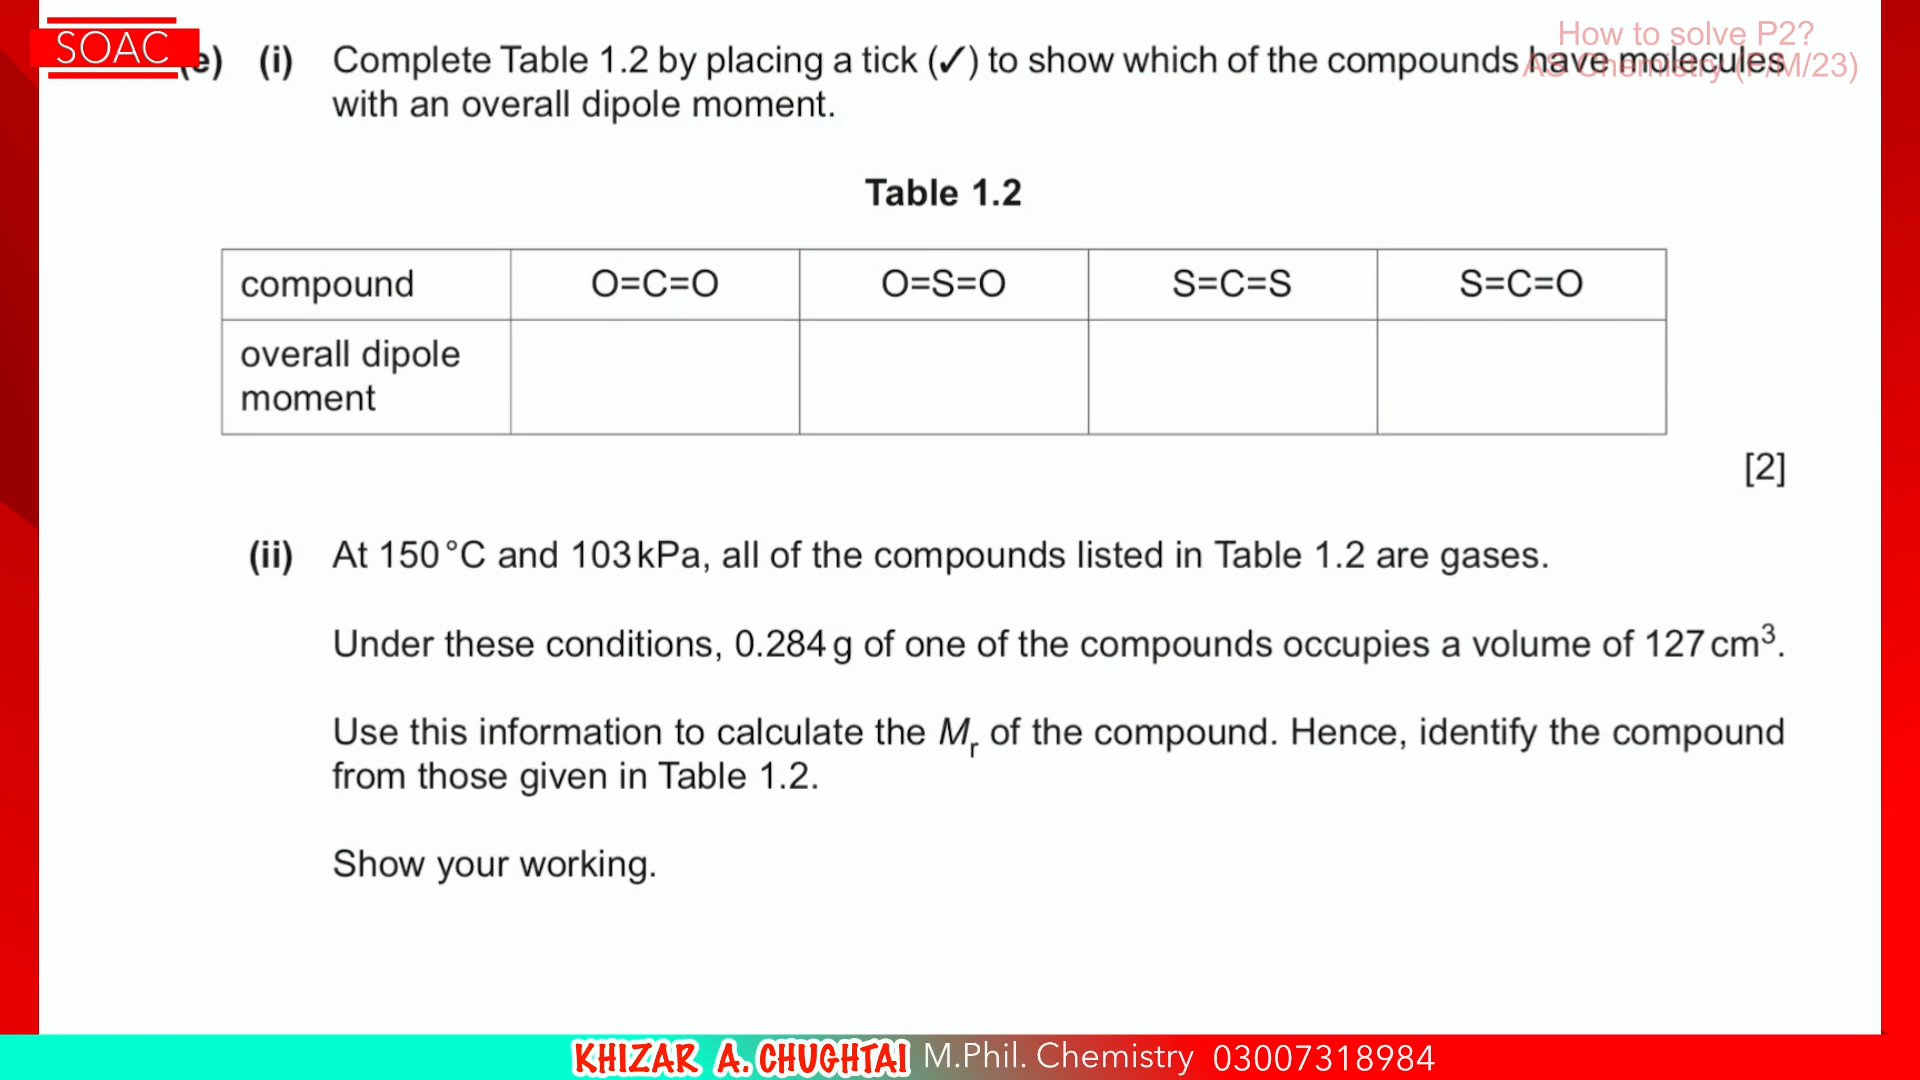 SOAC
How to solve P2?
AS Chemistry (F/M/23)
(e) (i) Complete Table 1.2 by placing a tick (✓) to show which of the compounds have molecules
with an overall dipole moment.
Table 1.2
compound O=C=O O=S=O S=C=S S=C=O
overall dipole
moment
[2]
(ii) At 150 °C and 103 kPa, all of the compounds listed in Table 1.2 are gases.
Under these conditions, 0.284 g of one of the compounds occupies a volume of 127 cm³.
Use this information to calculate the Mᵣ of the compound. Hence, identify the compound
from those given in Table 1.2.
Show your working.
KHIZAR A. CHUGHTAI M.Phil. Chemistry 03007318984